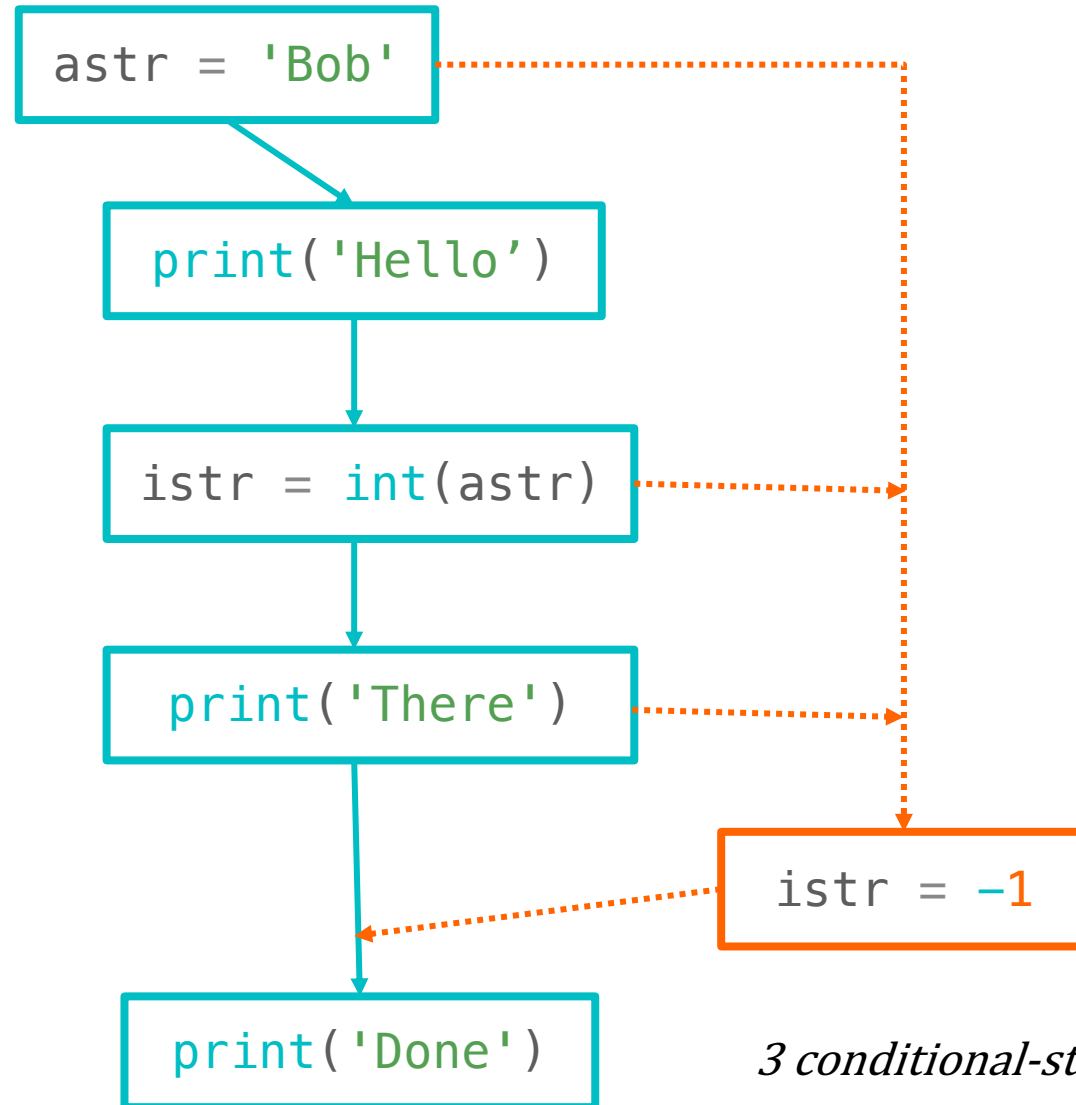 astr = 'Bob'
print('Hello’)
istr = int(astr)
print('There')
istr = -1
print('Done')
3 conditional-st